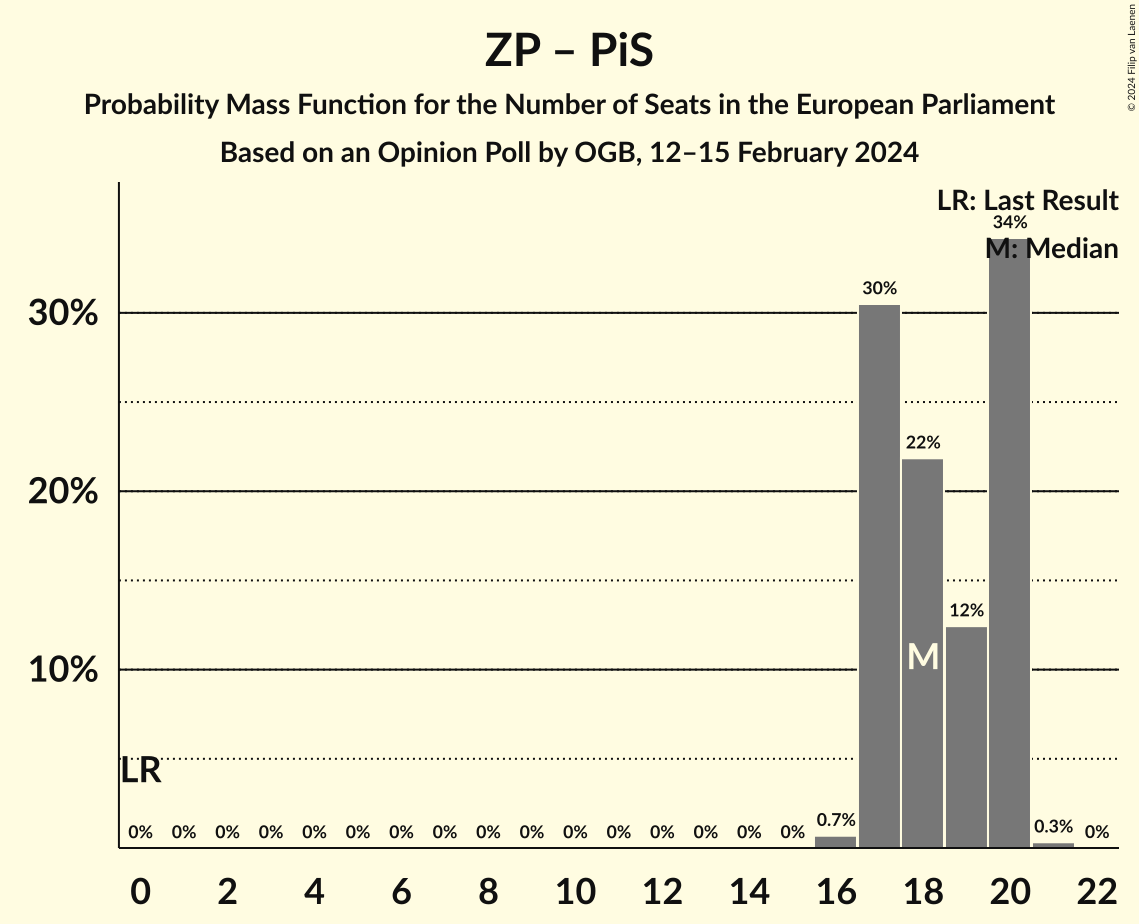 ZP – PiS
Probability Mass Function for the Number of Seats in the European Parliament
Based on an Opinion Poll by OGB, 12–15 February 2024
© 2024 Filip van Laenen
LR: Last Result
M: Median
34%
30%
30%
22%
20%
12%
M
10%
LR
0% 0% 0% 0% 0% 0% 0% 0% 0% 0% 0% 0% 0% 0% 0% 0% 0.7% 0.3% 0%
0 2 4 6 8 10 12 14 16 18 20 22